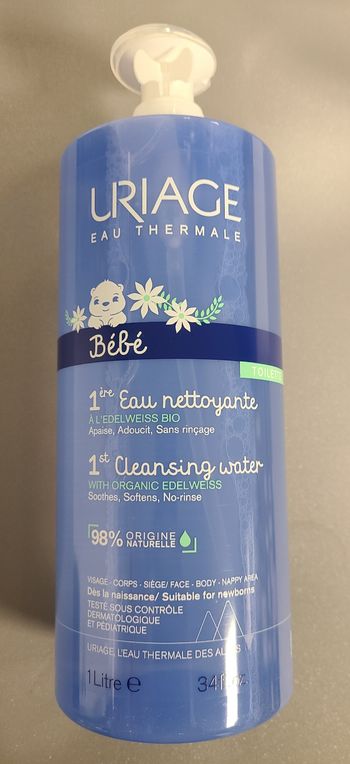 URIAGE
EAU THERMALE
Bébé
1ère Eau nettoyante
À L'EDELWEISS BIO
Apaise, Adoucit, Sans rinçage
1st Cleansing water
WITH ORGANIC EDELWEISS
Soothes, Softens, No-rinse
98% ORIGINE
NATURELLE
VISAGE - CORPS - SIÈGE/ FACE - BODY - NAPPY AREA
Dès la naissance/ Suitable for newborns
TESTÉ SOUS CONTRÔLE
DERMATOLOGIQUE
ET PÉDIATRIQUE
URIAGE, L'EAU THERMALE DES ALPES
1 Litre e 34 fl. oz.